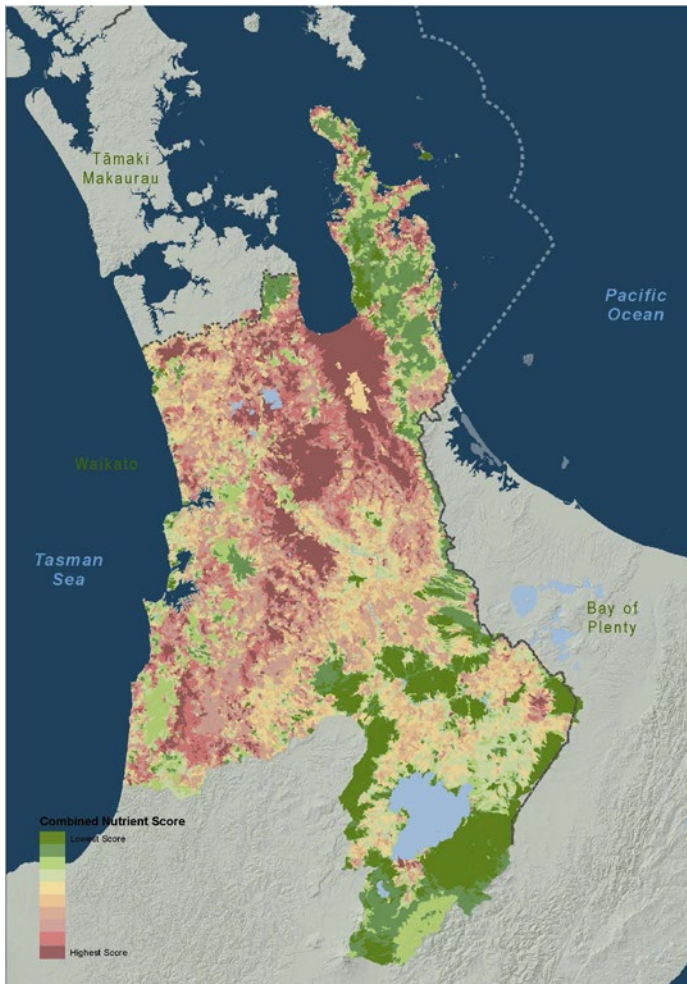 Tāmaki
Makaurau
Pacific
Ocean
Waikato
Tasman
Sea
Bay of
Plenty
Combined Nutrient Score
Lowest Score
Highest Score